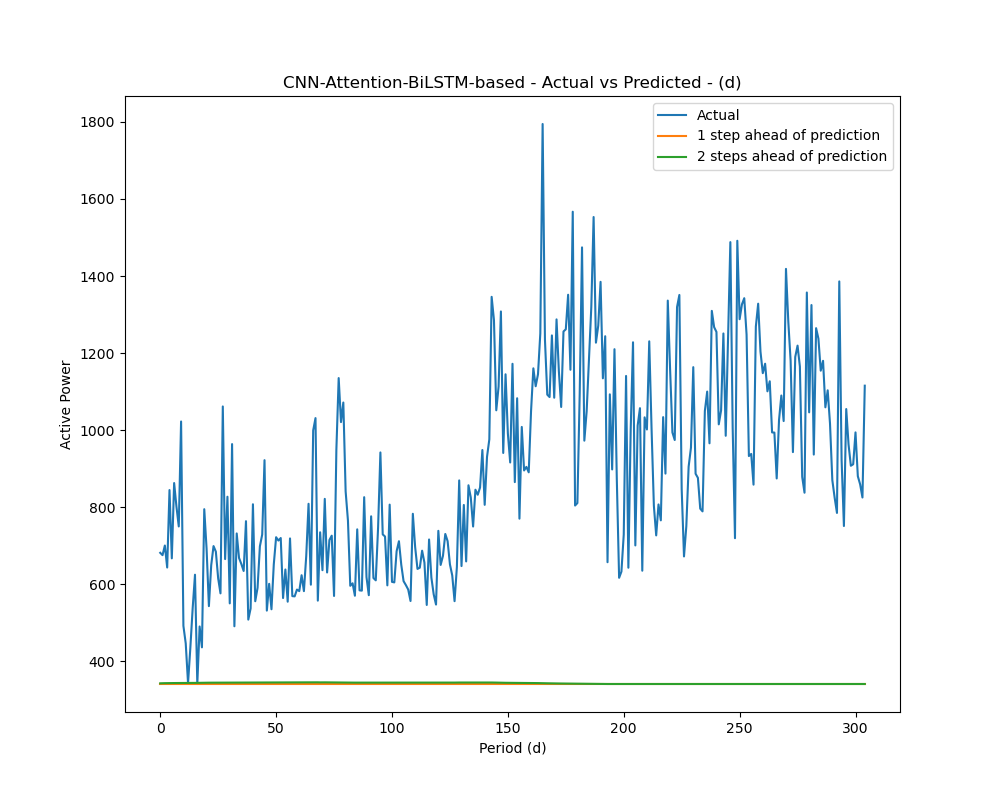 CNN-Attention-BiLSTM-based - Actual vs Predicted - (d)
Actual
1 step ahead of prediction
2 steps ahead of prediction
1800
1600
1400
1200
1000
800
600
400
Active Power
0 50 100 150 200 250 300
Period (d)